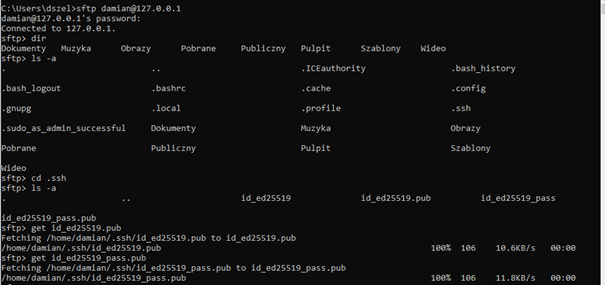 C:\Users\dszel>sftp damian@127.0.0.1
damian@127.0.0.1's password:
Connected to 127.0.0.1.
sftp> dir
Dokumenty Muzyka Obrazy Pobrane Publiczny Pulpit Szablony Wideo
sftp> ls -a
. .. .ICEauthority .bash_history
.bash_logout .bashrc .cache .config
.gnupg .local .profile .ssh
.sudo_as_admin_successful Dokumenty Muzyka Obrazy
Pobrane Publiczny Pulpit Szablony
Wideo
sftp> cd .ssh
sftp> ls -a
. .. id_ed25519 id_ed25519.pub id_ed25519_pass
id_ed25519_pass.pub
sftp> get id_ed25519.pub
Fetching /home/damian/.ssh/id_ed25519.pub to id_ed25519.pub
/home/damian/.ssh/id_ed25519.pub 100% 106 10.6KB/s 00:00
sftp> get id_ed25519_pass.pub
Fetching /home/damian/.ssh/id_ed25519_pass.pub to id_ed25519_pass.pub
/home/damian/.ssh/id_ed25519_pass.pub 100% 106 11.8KB/s 00:00